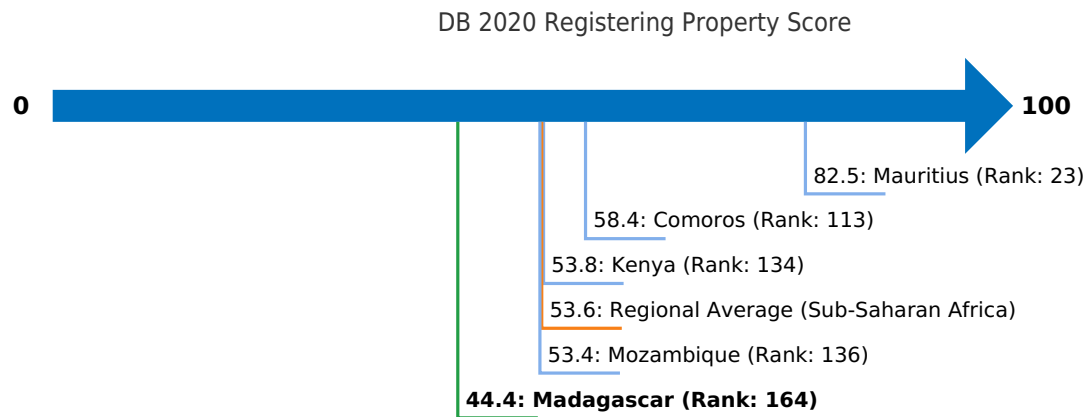 DB 2020 Registering Property Score
0
100
82.5: Mauritius (Rank: 23)
58.4: Comoros (Rank: 113)
53.8: Kenya (Rank: 134)
53.6: Regional Average (Sub-Saharan Africa)
53.4: Mozambique (Rank: 136)
44.4: Madagascar (Rank: 164)